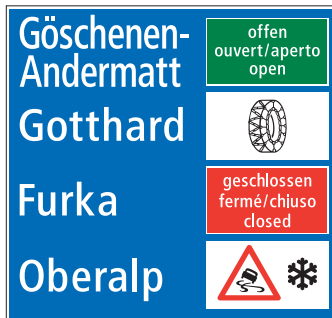 Göschenen-
Andermatt
offen
ouvert/aperto
open
Gotthard
Furka
geschlossen
fermé/chiuso
closed
Oberalp